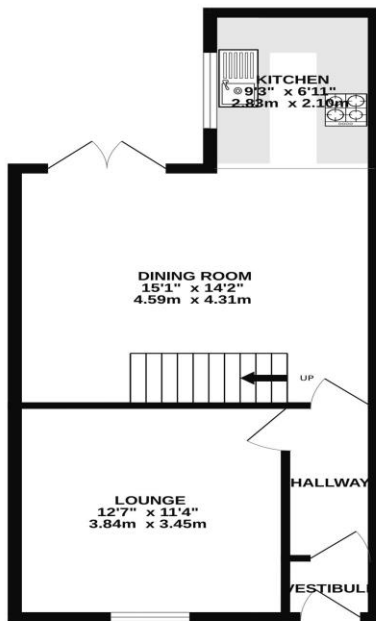 KITCHEN
9'3" x 6'11"
2.83m x 2.10m
DINING ROOM
15'1" x 14'2"
4.59m x 4.31m
UP
HALLWAY
LOUNGE
12'7" x 11'4"
3.84m x 3.45m
VESTIBULE